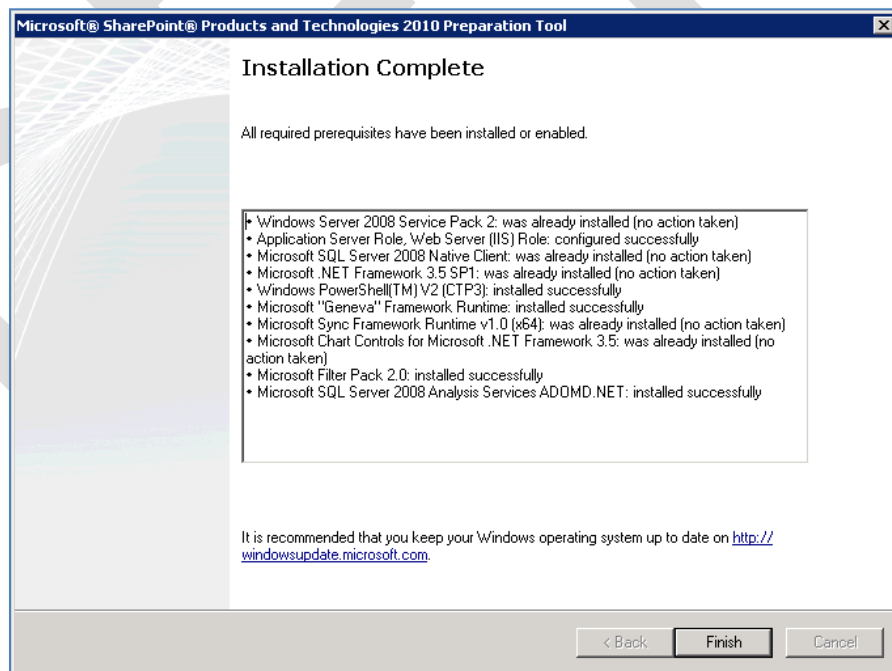 Microsoft® SharePoint® Products and Technologies 2010 Preparation Tool
Installation Complete
All required prerequisites have been installed or enabled.
• Windows Server 2008 Service Pack 2: was already installed (no action taken)
• Application Server Role, Web Server (IIS) Role: configured successfully
• Microsoft SQL Server 2008 Native Client: was already installed (no action taken)
• Microsoft .NET Framework 3.5 SP1: was already installed (no action taken)
• Windows PowerShell(TM) V2 (CTP3): installed successfully
• Microsoft "Geneva" Framework Runtime: installed successfully
• Microsoft Sync Framework Runtime v1.0 (x64): was already installed (no action taken)
• Microsoft Chart Controls for Microsoft .NET Framework 3.5: was already installed (no
action taken)
• Microsoft Filter Pack 2.0: installed successfully
• Microsoft SQL Server 2008 Analysis Services ADOMD.NET: installed successfully
It is recommended that you keep your Windows operating system up to date on http://
windowsupdate.microsoft.com.
< Back Finish Cancel